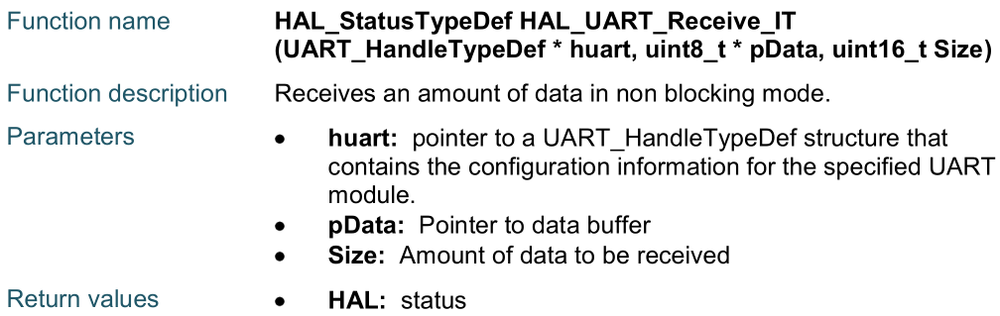 Function name HAL_StatusTypeDef HAL_UART_Receive_IT
(UART_HandleTypeDef * huart, uint8_t * pData, uint16_t Size)
Function description Receives an amount of data in non blocking mode.
Parameters • huart: pointer to a UART_HandleTypeDef structure that
contains the configuration information for the specified UART
module.
• pData: Pointer to data buffer
• Size: Amount of data to be received
Return values • HAL: status